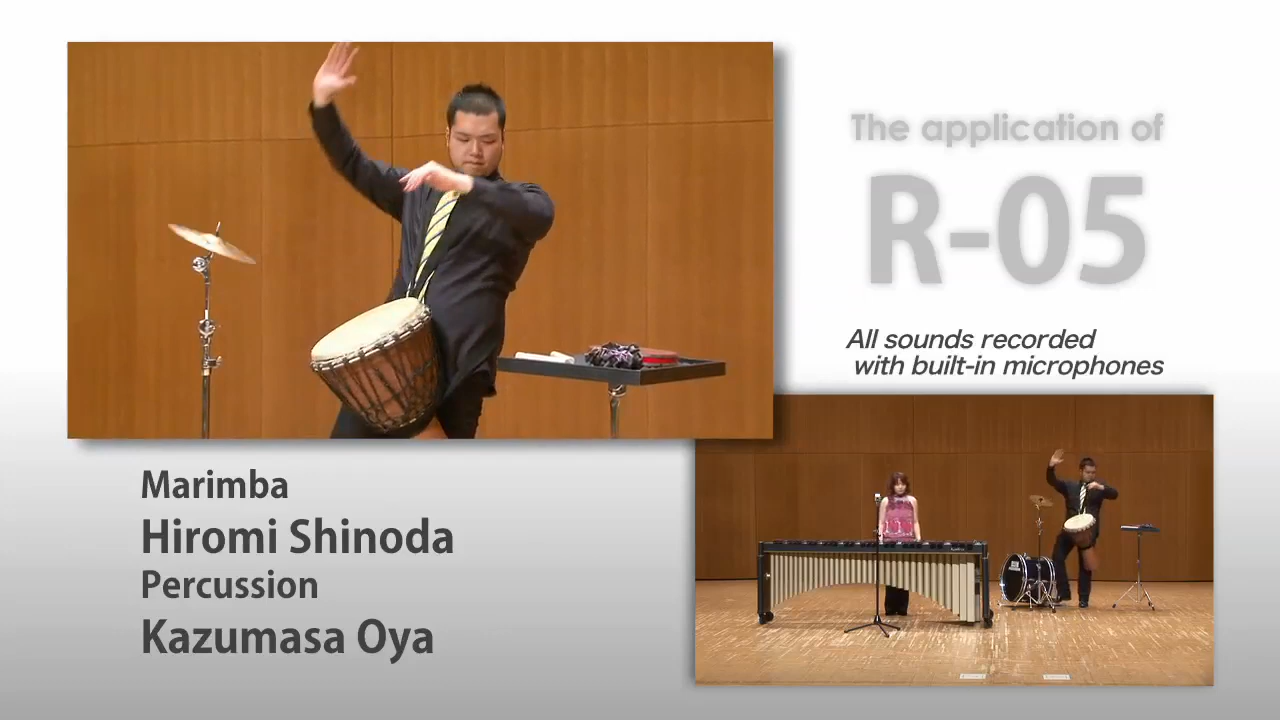 The application of
R-05
All sounds recorded
with built-in microphones
Marimba
Hiromi Shinoda
Percussion
Kazumasa Oya